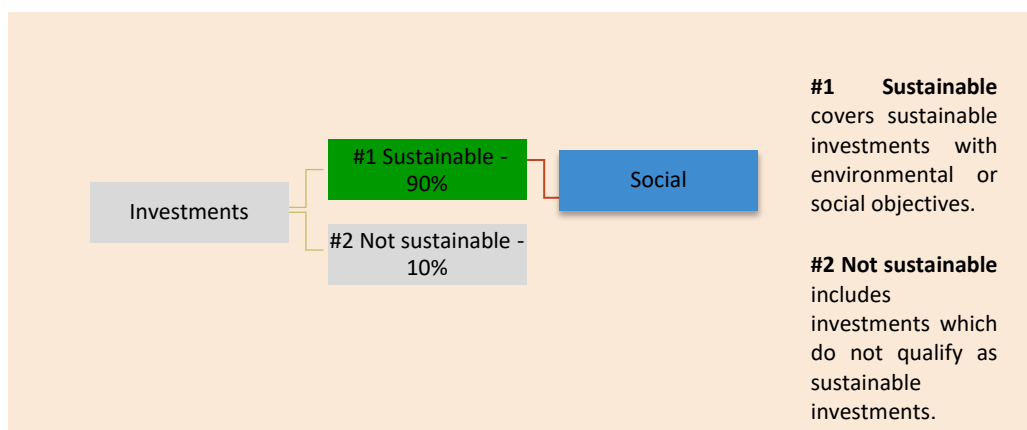 Investments
#1 Sustainable -
90%
#2 Not sustainable -
10%
Social
#1 Sustainable
covers sustainable
investments with
environmental or
social objectives.
#2 Not sustainable
includes
investments which
do not qualify as
sustainable
investments.